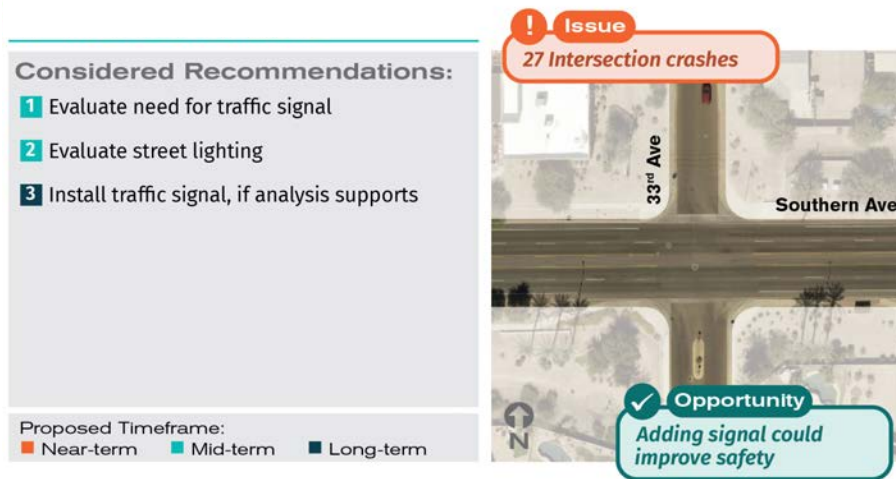 ! Issue
27 Intersection crashes
Considered Recommendations:
1 Evaluate need for traffic signal
2 Evaluate street lighting
3 Install traffic signal, if analysis supports
33rd Ave
Southern Ave
Opportunity
Adding signal could
improve safety
N
Proposed Timeframe:
Near-term Mid-term Long-term